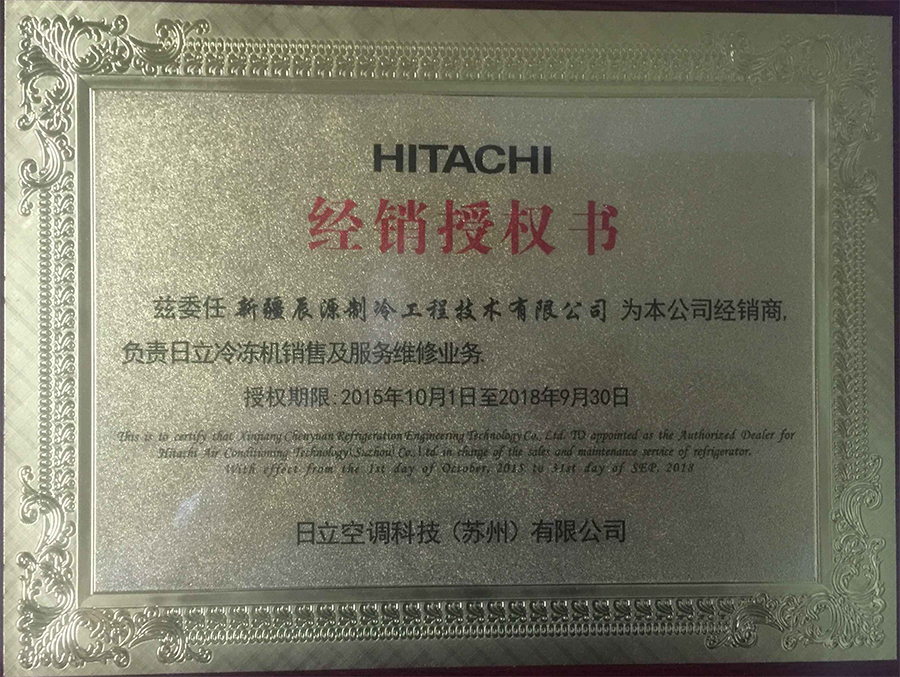 HITACHI
经销授权书
兹委任 新疆辰源制冷工程技术有限公司 为本公司经销商,
负责日立冷冻机销售及服务维修业务.
授权期限:2015年10月1日至2018年9月30日
This is to certify that Xinjiang Chenyuan Refrigeration Engineering Technology Co., Ltd. TO appointed as the Authorized Dealer for
Hitachi Air Conditioning Technology(Suzhou) Co., Ltd in charge of the sales and maintenance service of refrigerator.
With effect from the 1st day of October, 2015 to 31st day of SEP, 2018
日立空调科技（苏州）有限公司